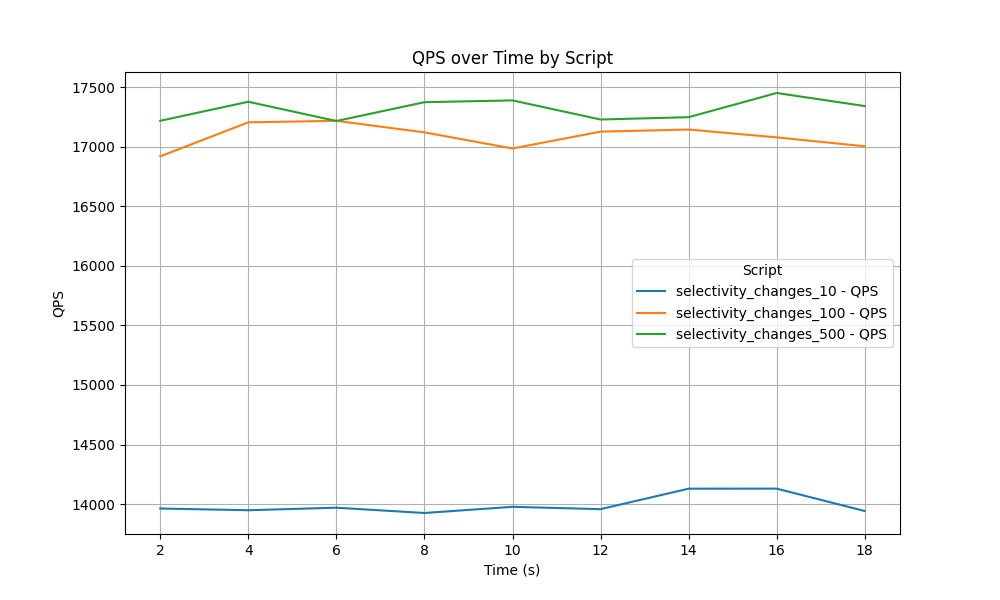 QPS over Time by Script
17500
17000
16500
16000
15500
15000
14500
14000
QPS
Script
selectivity_changes_10 - QPS
selectivity_changes_100 - QPS
selectivity_changes_500 - QPS
2 4 6 8 10 12 14 16 18
Time (s)